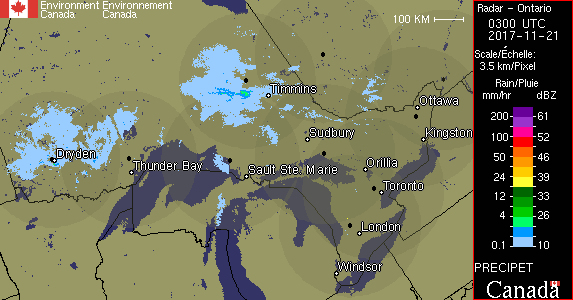 Environment Environnement
Canada Canada
100 KM
Timmins
Ottawa
Sudbury
Kingston
Dryden
Thunder Bay
Sault Ste. Marie
Orillia
Toronto
London
Windsor
Radar – Ontario
0300 UTC
2017-11-21
Scale/Échelle:
3.5 km/Pixel
Rain/Pluie
mm/hr dBZ
200 61
100 52
50 46
24 39
12 33
4 26
0.1 10
PRECIPET
Canada